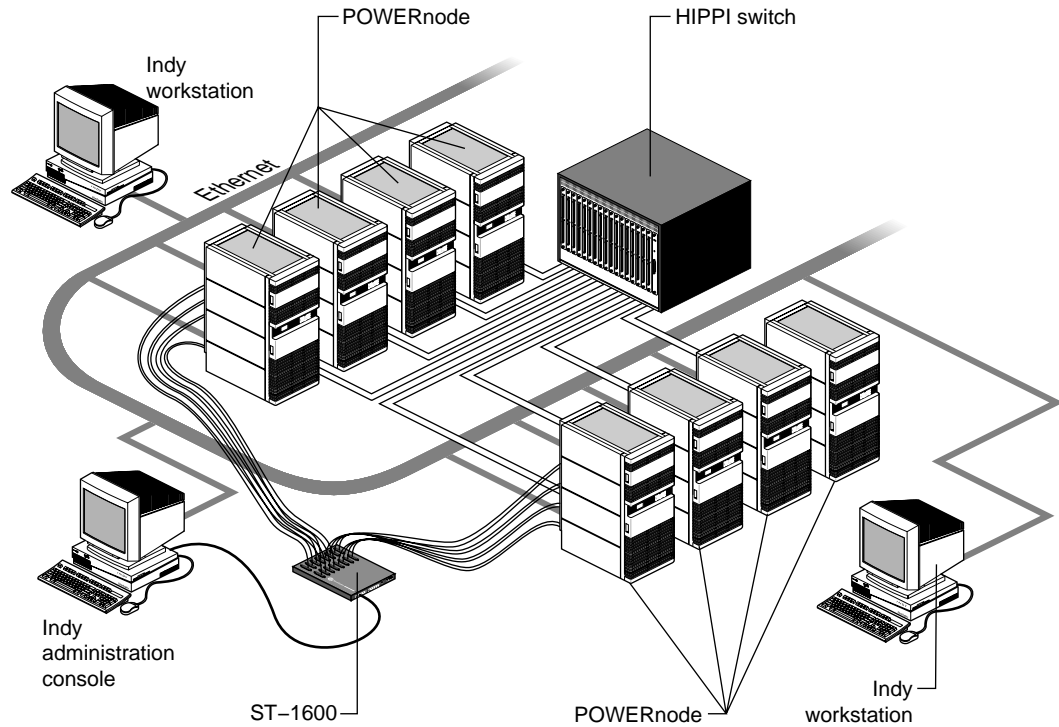 POWERnode
HIPPI switch
Indy
workstation
Ethernet
Indy
administration
console
ST–1600
POWERnode
Indy
workstation